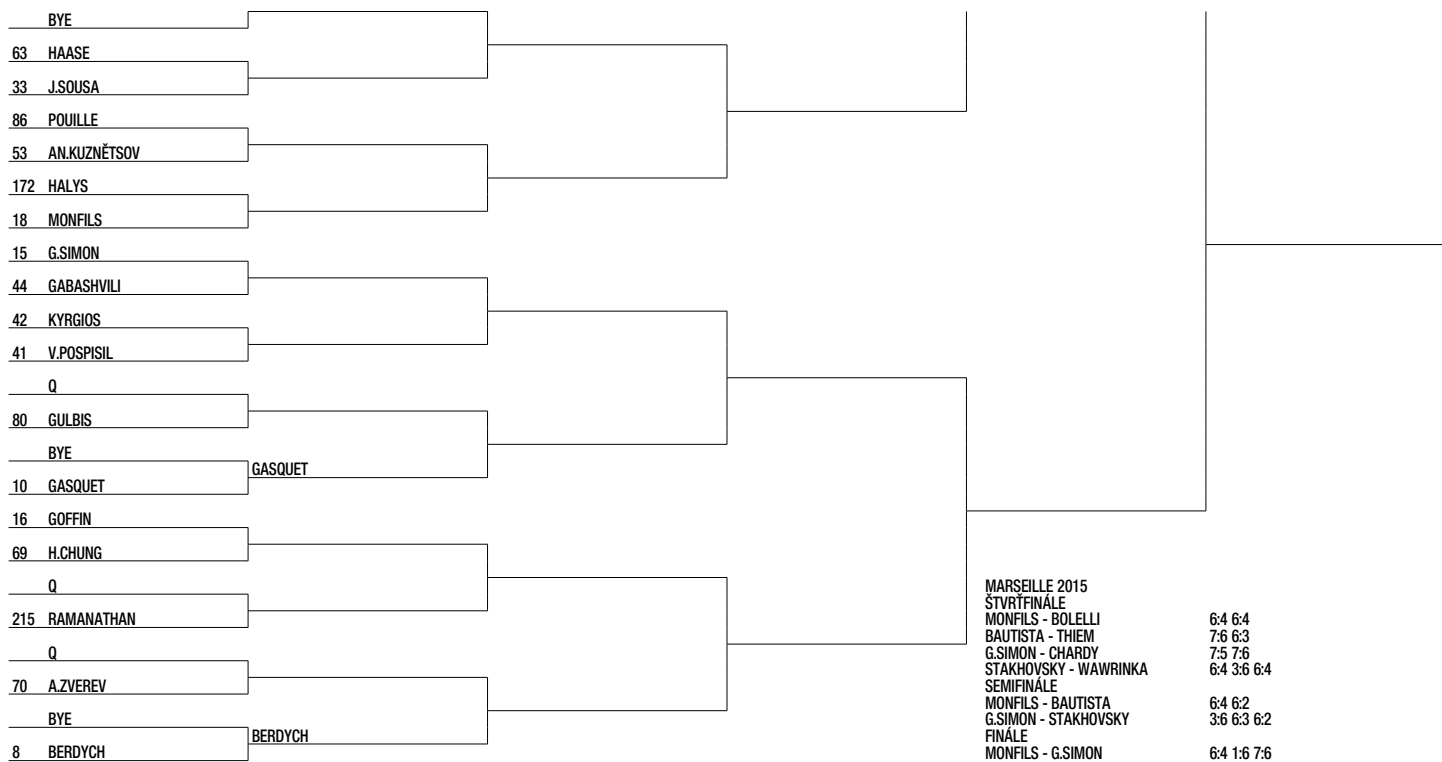 BYE
63 HAASE
33 J.SOUSA
86 POUILLE
53 AN.KUZNĚTSOV
172 HALYS
18 MONFILS
15 G.SIMON
44 GABASHVILI
42 KYRGIOS
41 V.POSPISIL
Q
80 GULBIS
BYE
GASQUET
10 GASQUET
16 GOFFIN
69 H.CHUNG
Q
215 RAMANATHAN
Q
70 A.ZVEREV
BYE
BERDYCH
8 BERDYCH
MARSEILLE 2015
ŠTVRŤFINÁLE
MONFILS - BOLELLI 6:4 6:4
BAUTISTA - THIEM 7:6 6:3
G.SIMON - CHARDY 7:5 7:6
STAKHOVSKY - WAWRINKA 6:4 3:6 6:4
SEMIFINÁLE
MONFILS - BAUTISTA 6:4 6:2
G.SIMON - STAKHOVSKY 3:6 6:3 6:2
FINÁLE
MONFILS - G.SIMON 6:4 1:6 7:6